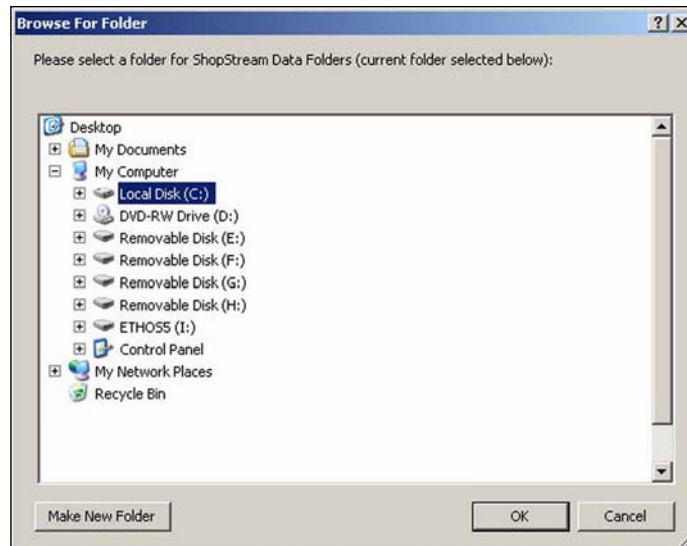 Browse For Folder
Please select a folder for ShopStream Data Folders (current folder selected below):
Desktop
My Documents
My Computer
Local Disk (C:)
DVD-RW Drive (D:)
Removable Disk (E:)
Removable Disk (F:)
Removable Disk (G:)
Removable Disk (H:)
ETHOS5 (I:)
Control Panel
My Network Places
Recycle Bin
Make New Folder
OK
Cancel